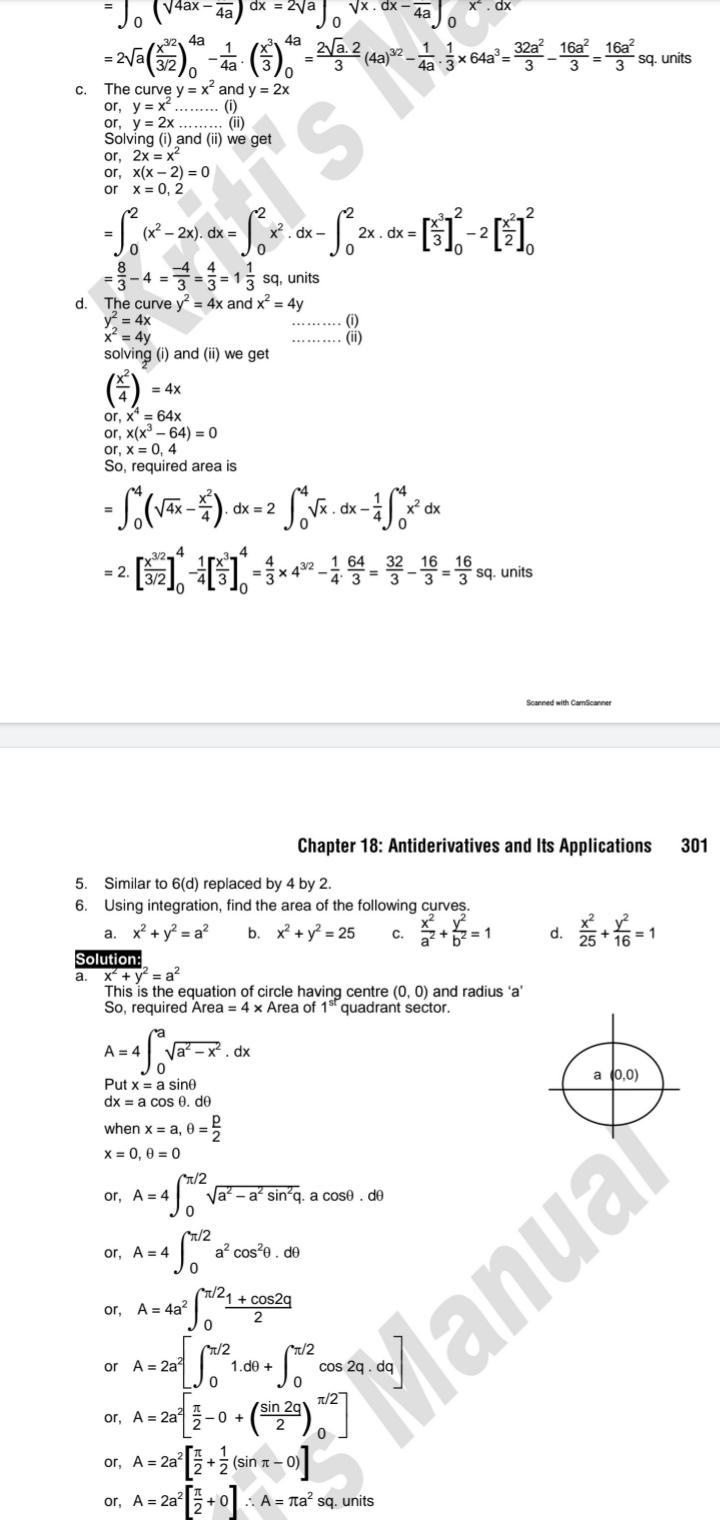 = ∫₀ (√4ax − /4a) dx = 2√a ∫₀ √x . dx − /4a ∫₀ x² . dx
= 2√a (x^3/2 / 3/2)₀^4a − 1/4a . (x³/3)₀^4a = 2√a. 2/3 (4a)^3/2 − 1/4a . 1/3 × 64a³ = 32a²/3 − 16a²/3 = 16a²/3 sq. units
c. The curve y = x² and y = 2x
or, y = x² ......... (i)
or, y = 2x ......... (ii)
Solving (i) and (ii) we get
or, 2x = x²
or, x(x – 2) = 0
or x = 0, 2
= ∫₀² (x² – 2x). dx = ∫₀² x² . dx – ∫₀² 2x . dx = [x³/3]₀² – 2 [x²/2]₀²
= 8/3 – 4 = –4/3 = 4/3 = 1 1/3 sq, units
d. The curve y² = 4x and x² = 4y
y² = 4x .......... (i)
x² = 4y .......... (ii)
solving (i) and (ii) we get
(x²/4)² = 4x
or, x⁴ = 64x
or, x(x³ – 64) = 0
or, x = 0, 4
So, required area is
= ∫₀⁴ (√4x – x²/4). dx = 2 ∫₀⁴ √x . dx – 1/4 ∫₀⁴ x² dx
= 2. [x^3/2 / 3/2]₀⁴ – 1/4 [x³/3]₀⁴ = 4/3 × 4^3/2 – 1/4. 64/3 = 32/3 – 16/3 = 16/3 sq. units
Scanned with CamScanner
Chapter 18: Antiderivatives and Its Applications 301
5. Similar to 6(d) replaced by 4 by 2.
6. Using integration, find the area of the following curves.
a. x² + y² = a² b. x² + y² = 25 c. x²/a² + y²/b² = 1 d. x²/25 + y²/16 = 1
Solution:
a. x² + y² = a²
This is the equation of circle having centre (0, 0) and radius ‘a’
So, required Area = 4 × Area of 1st quadrant sector.
A = 4 ∫₀^a √a² – x² . dx
Put x = a sinθ
dx = a cos θ. dθ
when x = a, θ = p/2
x = 0, θ = 0
a (0,0)
or, A = 4 ∫₀^π/2 √a² – a² sin²q. a cosθ . dθ
or, A = 4 ∫₀^π/2 a² cos²θ . dθ
or, A = 4a² ∫₀^π/2 1 + cos2q / 2
or A = 2a² [∫₀^π/2 1.dθ + ∫₀^π/2 cos 2q . dq]
or, A = 2a² [π/2 – 0 + (sin 2q / 2)₀^π/2]
or, A = 2a² [π/2 + 1/2 (sin π – 0)]
or, A = 2a² [π/2 + 0] ∴ A = πa² sq. units
Kriti's Ma
i's Manual